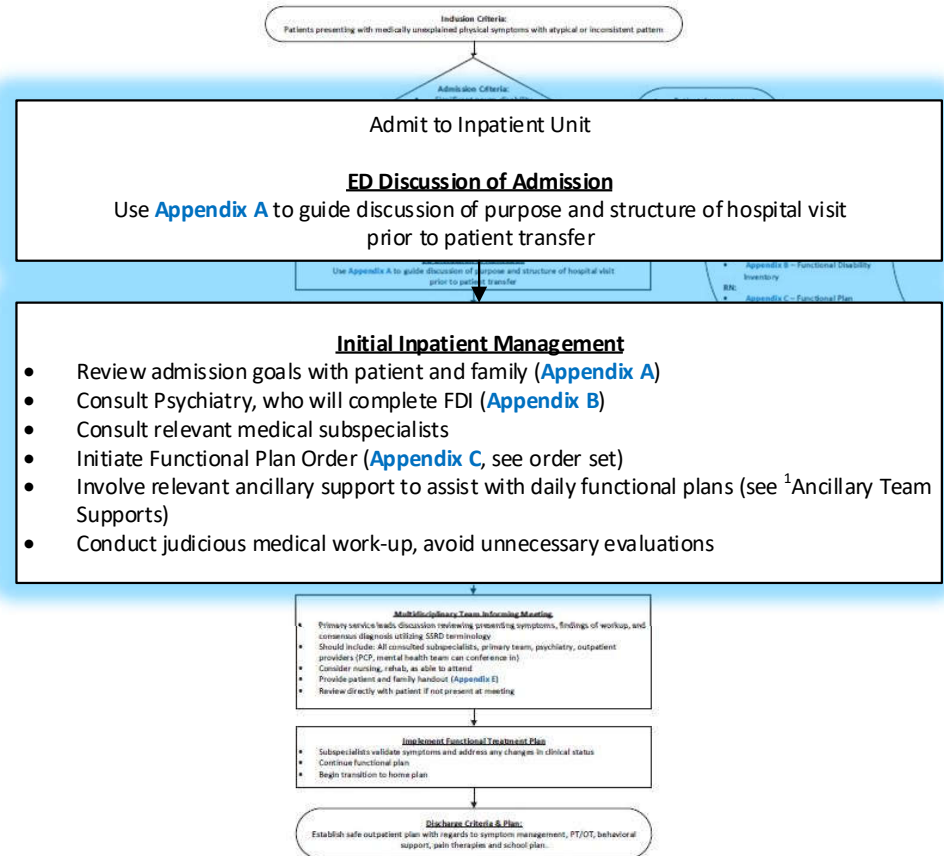 Inclusion Criteria:
Patients presenting with medically unexplained physical symptoms with atypical or inconsistent pattern
Admission Criteria:
Admit to Inpatient Unit
ED Discussion of Admission
Use Appendix A to guide discussion of purpose and structure of hospital visit
prior to patient transfer
Use Appendix A to guide discussion of purpose and structure of hospital visit
prior to patient transfer
• Appendix B – Functional Disability
Inventory
RN:
• Appendix C – Functional Plan
Initial Inpatient Management
• Review admission goals with patient and family (Appendix A)
• Consult Psychiatry, who will complete FDI (Appendix B)
• Consult relevant medical subspecialists
• Initiate Functional Plan Order (Appendix C, see order set)
• Involve relevant ancillary support to assist with daily functional plans (see ¹Ancillary Team
Supports)
• Conduct judicious medical work-up, avoid unnecessary evaluations
Multidisciplinary Team Informing Meeting
• Primary service leads discussion reviewing presenting symptoms, findings of workup, and
consensus diagnosis utilizing SSRD terminology
• Should include: All consulted subspecialists, primary team, psychiatry, outpatient
providers (PCP, mental health team can conference in)
• Consider nursing, rehab, as able to attend
• Provide patient and family handout (Appendix E)
• Review directly with patient if not present at meeting
Implement Functional Treatment Plan
• Subspecialists validate symptoms and address any changes in clinical status
• Continue functional plan
• Begin transition to home plan
Discharge Criteria & Plan:
Establish safe outpatient plan with regards to symptom management, PT/OT, behavioral
support, pain therapies and school plan.